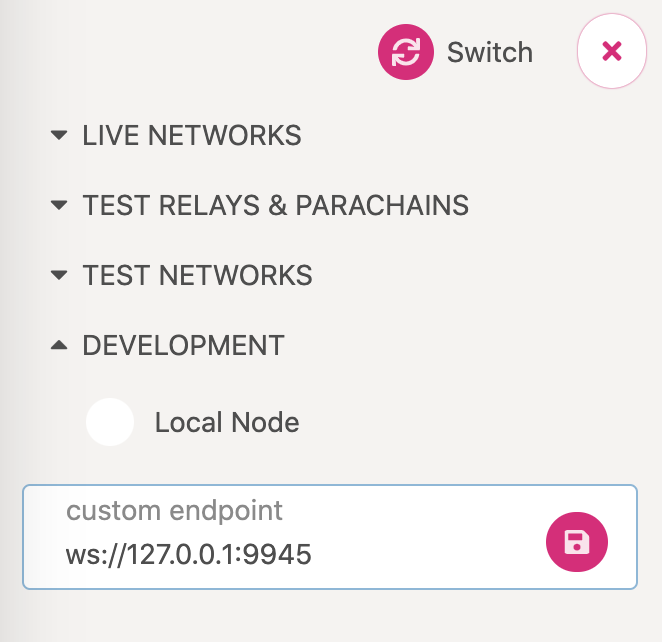 Switch
LIVE NETWORKS
TEST RELAYS & PARACHAINS
TEST NETWORKS
DEVELOPMENT
Local Node
custom endpoint
ws://127.0.0.1:9945